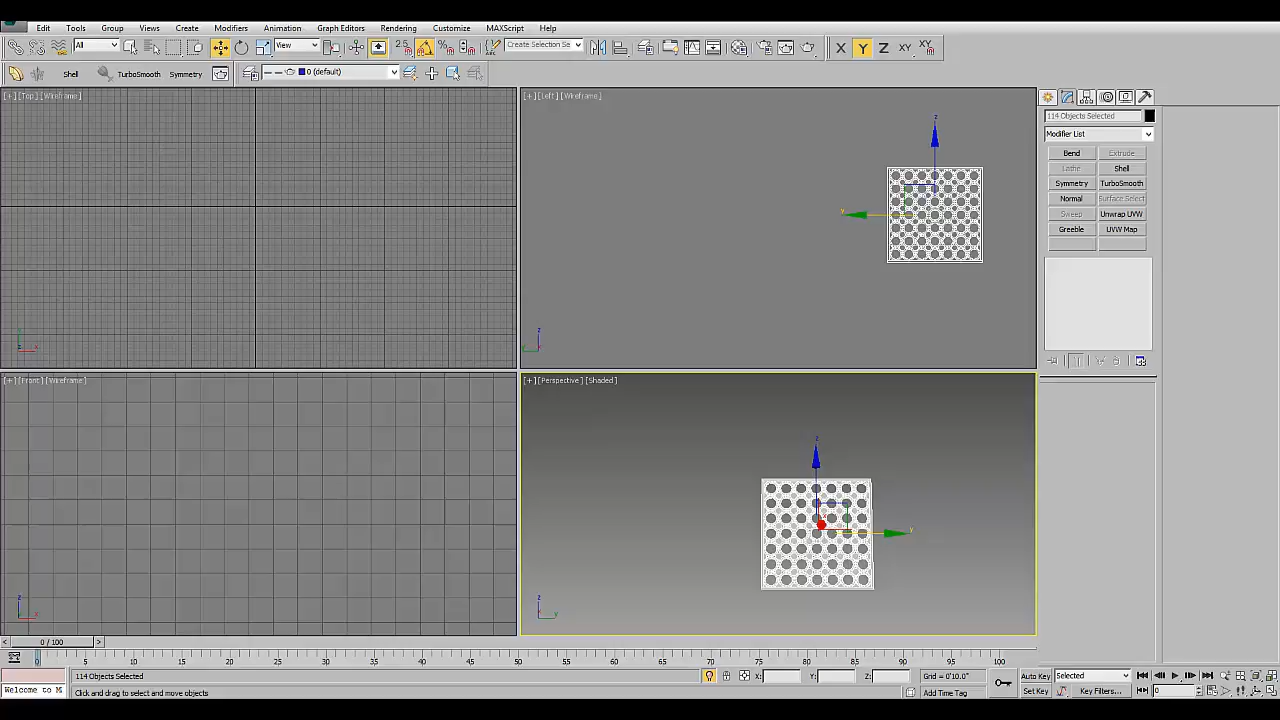 Edit Tools Group Views Create Modifiers Animation Graph Editors Rendering Customize MAXScript Help
All View 2.5 Create Selection Se X Y Z XY
Shell TurboSmooth Symmetry 0 (default)
[+][Top][Wireframe] [+][Left][Wireframe]
114 Objects Selected
Modifier List
Bend Extrude
Lathe Shell
Symmetry TurboSmooth
Normal Surface Select
Sweep Unwrap UVW
Greeble UVW Map
z
y
y
x
z
y
[+][Front][Wireframe] [+][Perspective][Shaded]
z
y
z
x
z
y
0 / 100
0 5 10 15 20 25 30 35 40 45 50 55 60 65 70 75 80 85 90 95 100
114 Objects Selected X: Y: Z: Grid = 0'10.0" Auto Key Selected
Welcome to M Click and drag to select and move objects Add Time Tag Set Key Key Filters... 0